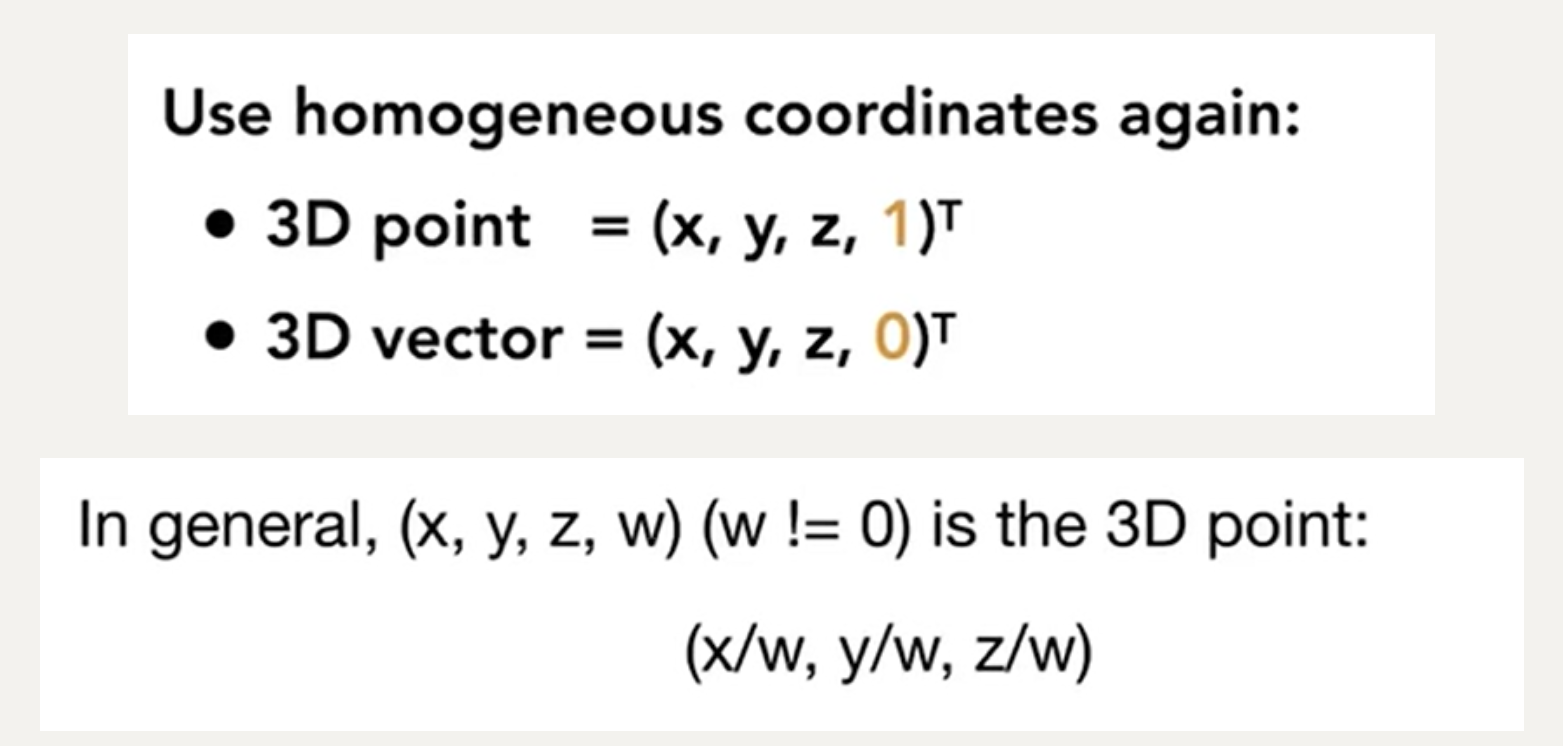 Use homogeneous coordinates again:
• 3D point = (x, y, z, 1)ᵀ
• 3D vector = (x, y, z, 0)ᵀ
In general, (x, y, z, w) (w != 0) is the 3D point:
(x/w, y/w, z/w)